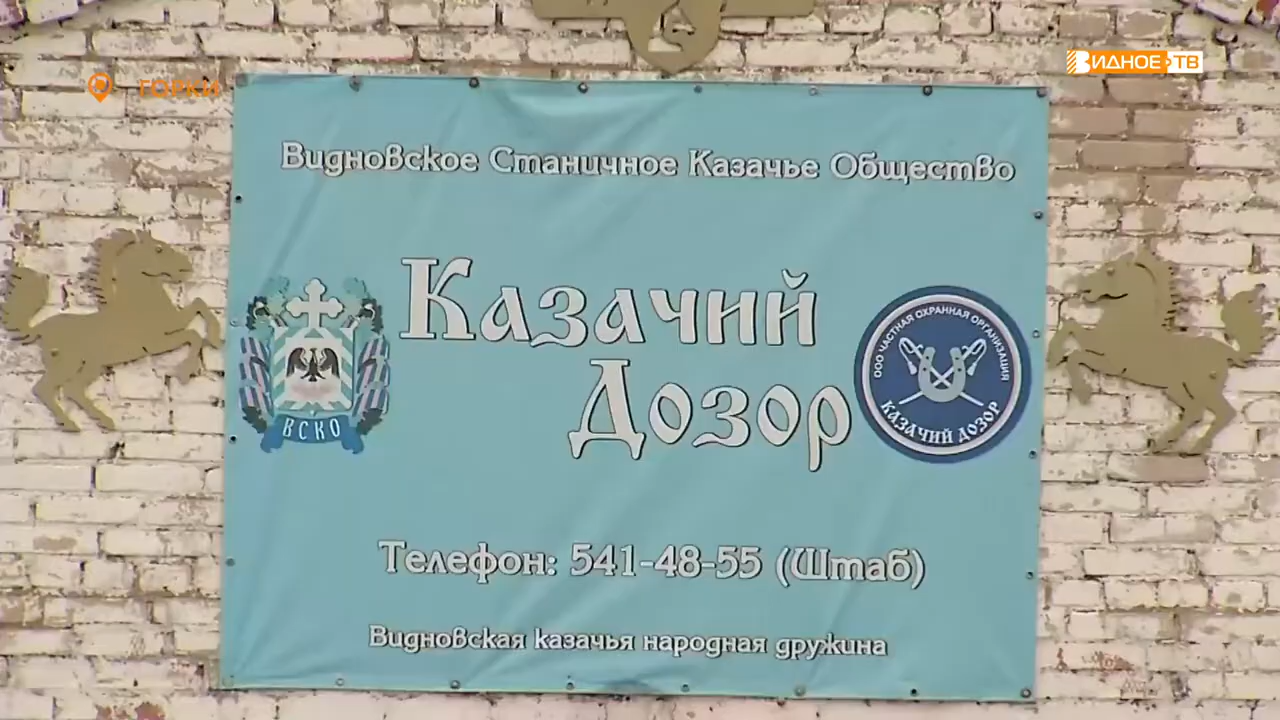 ГОРКИ
ВИДНОЕ ТВ
Видновское Станичное Казачье Общество
Казачий
Дозор
ВСКО
ООО ЧАСТНАЯ ОХРАННАЯ ОРГАНИЗАЦИЯ
КАЗАЧИЙ ДОЗОР
Телефон: 541-48-55 (Штаб)
Видновская казачья народная дружина